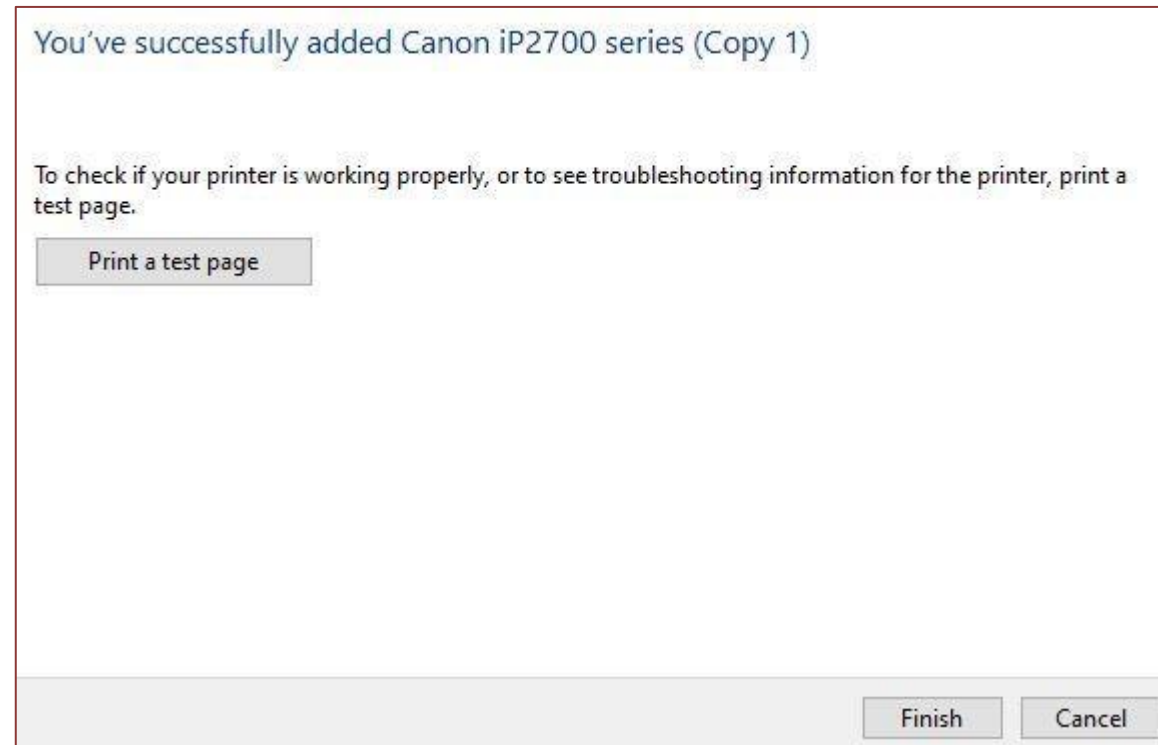 You've successfully added Canon iP2700 series (Copy 1)
To check if your printer is working properly, or to see troubleshooting information for the printer, print a
test page.
Print a test page
Finish
Cancel